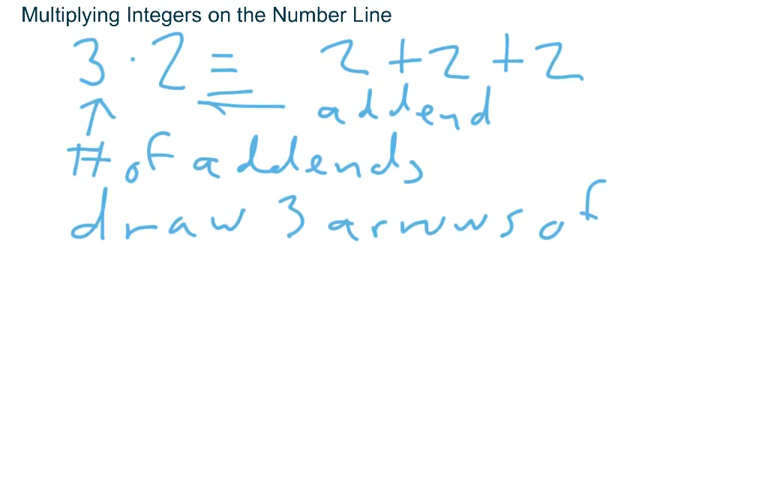 Multiplying Integers on the Number Line
3 · 2 = 2 + 2 + 2
↑ addend
# of addends
draw 3 arrows of